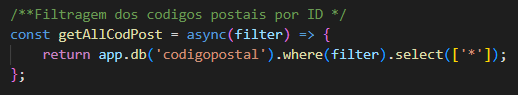 /**Filtragem dos codigos postais por ID */
const getAllCodPost = async(filter) => {
    return app.db('codigopostal').where(filter).select(['*']);
};